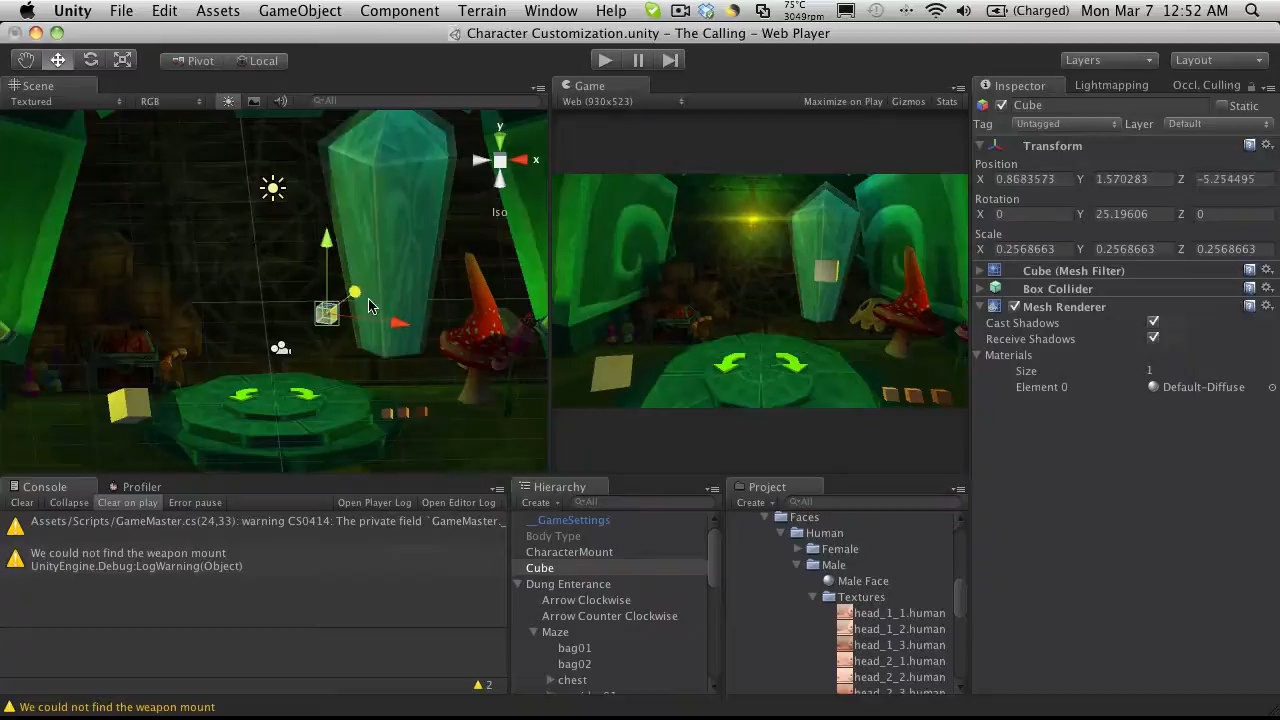 Unity File Edit Assets GameObject Component Terrain Window Help 75°C 3049rpm (Charged) Mon Mar 7 12:52 AM
Character Customization.unity - The Calling - Web Player
Pivot Local Layers Layout
Scene Game Inspector Lightmapping Occl. Culling
Textured RGB All Web (930x523) Maximize on Play Gizmos Stats
Cube Static
Tag Untagged Layer Default
Transform
Position
X 0.8683573 Y 1.570283 Z -5.254495
Rotation
X 0 Y 25.19606 Z 0
Scale
X 0.2568663 Y 0.2568663 Z 0.2568663
Cube (Mesh Filter)
Box Collider
Mesh Renderer
Cast Shadows
Receive Shadows
Materials
Size 1
Element 0 Default-Diffuse
y
x
Iso
Console Profiler
Clear Collapse Clear on play Error pause Open Player Log Open Editor Log
Assets/Scripts/GameMaster.cs(24,33): warning CS0414: The private field `GameMaster._
We could not find the weapon mount
UnityEngine.Debug:LogWarning(Object)
2
We could not find the weapon mount
Hierarchy
Create All
__GameSettings
Body Type
CharacterMount
Cube
Dung Enterance
Arrow Clockwise
Arrow Counter Clockwise
Maze
bag01
bag02
chest
Project
Create All
Faces
Human
Female
Male
Male Face
Textures
head_1_1.human
head_1_2.human
head_1_3.human
head_2_1.human
head_2_2.human
head_2_3.human